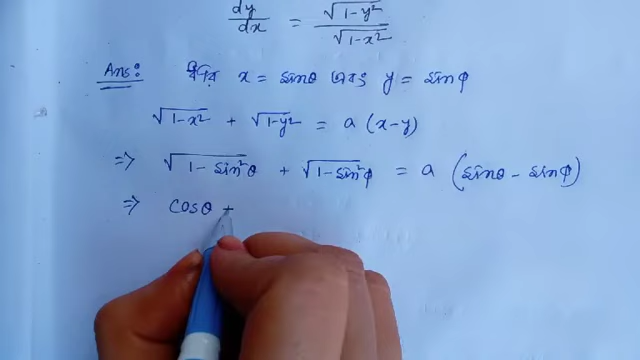 dy/dx = √(1-y²)/√(1-x²)
Ans: ধৰি x = sinθ এবং y = sinφ
√(1-x²) + √(1-y²) = a (x-y)
=> √(1-sin²θ) + √(1-sin²φ) = a (sinθ - sinφ)
=> cosθ +